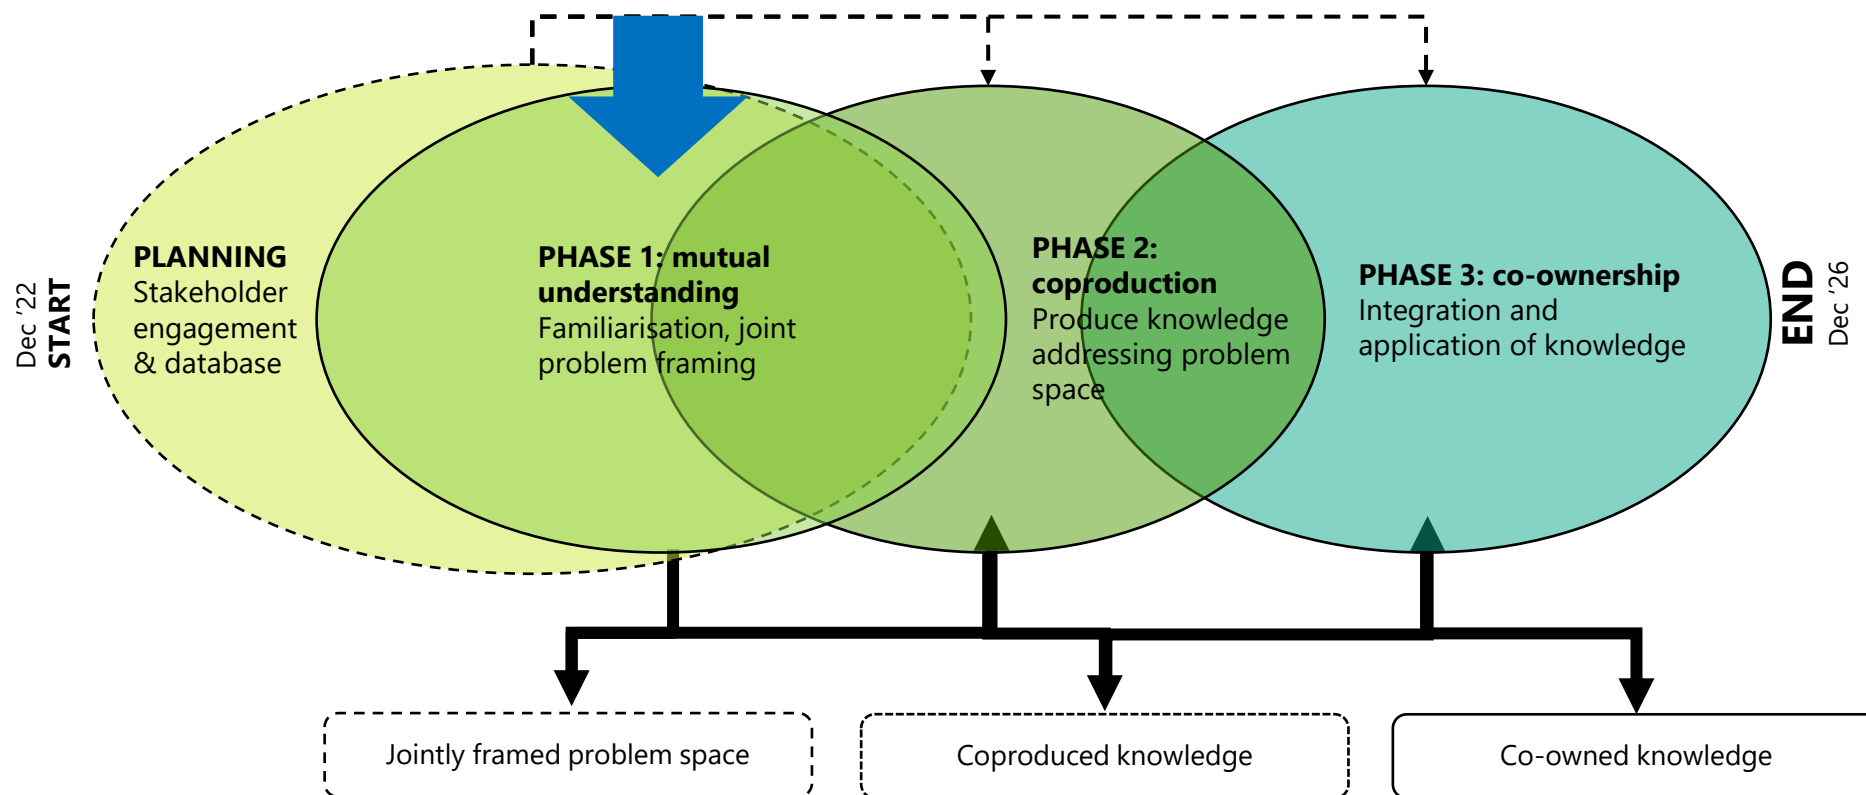 Dec ’22
START
PLANNING
Stakeholder
engagement
& database
PHASE 1: mutual
understanding
Familiarisation, joint
problem framing
PHASE 2:
coproduction
Produce knowledge
addressing problem
space
PHASE 3: co-ownership
Integration and
application of knowledge
END
Dec ‘26
Jointly framed problem space
Coproduced knowledge
Co-owned knowledge